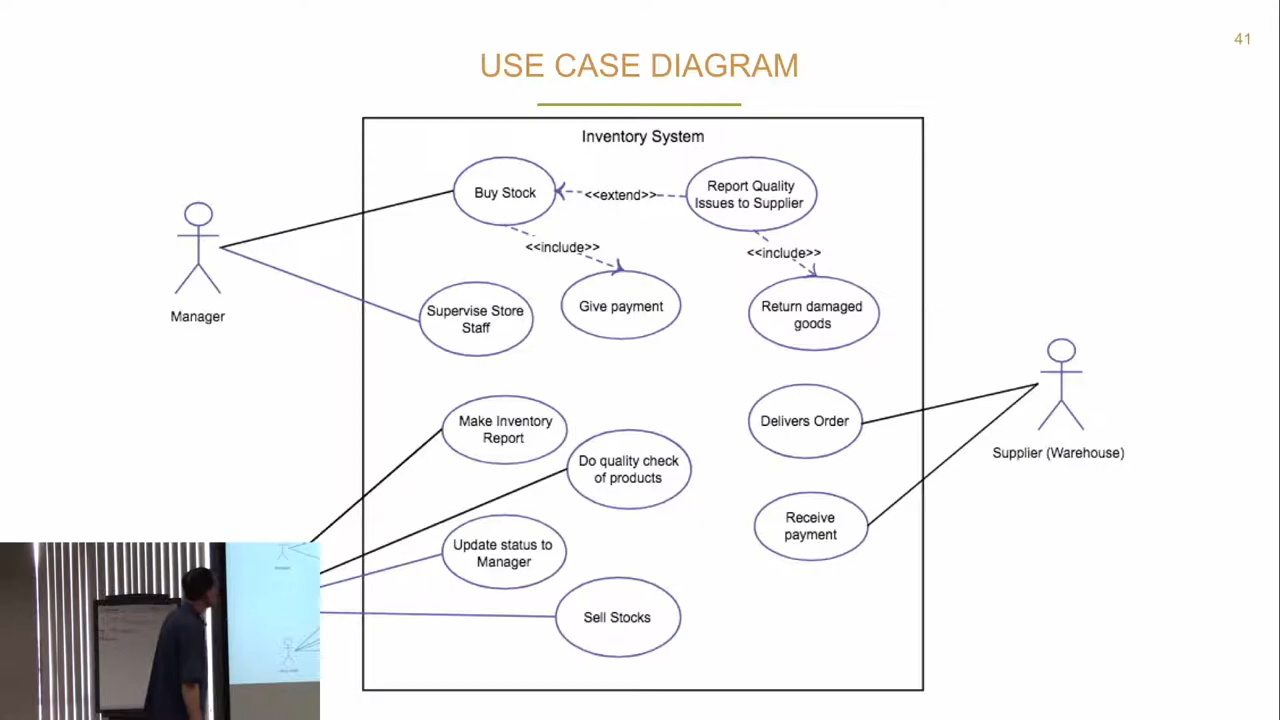 41
USE CASE DIAGRAM
Inventory System
Buy Stock
<<extend>>
Report Quality
Issues to Supplier
<<include>>
<<include>>
Manager
Supervise Store
Staff
Give payment
Return damaged
goods
Make Inventory
Report
Do quality check
of products
Delivers Order
Supplier (Warehouse)
Update status to
Manager
Receive
payment
Sell Stocks